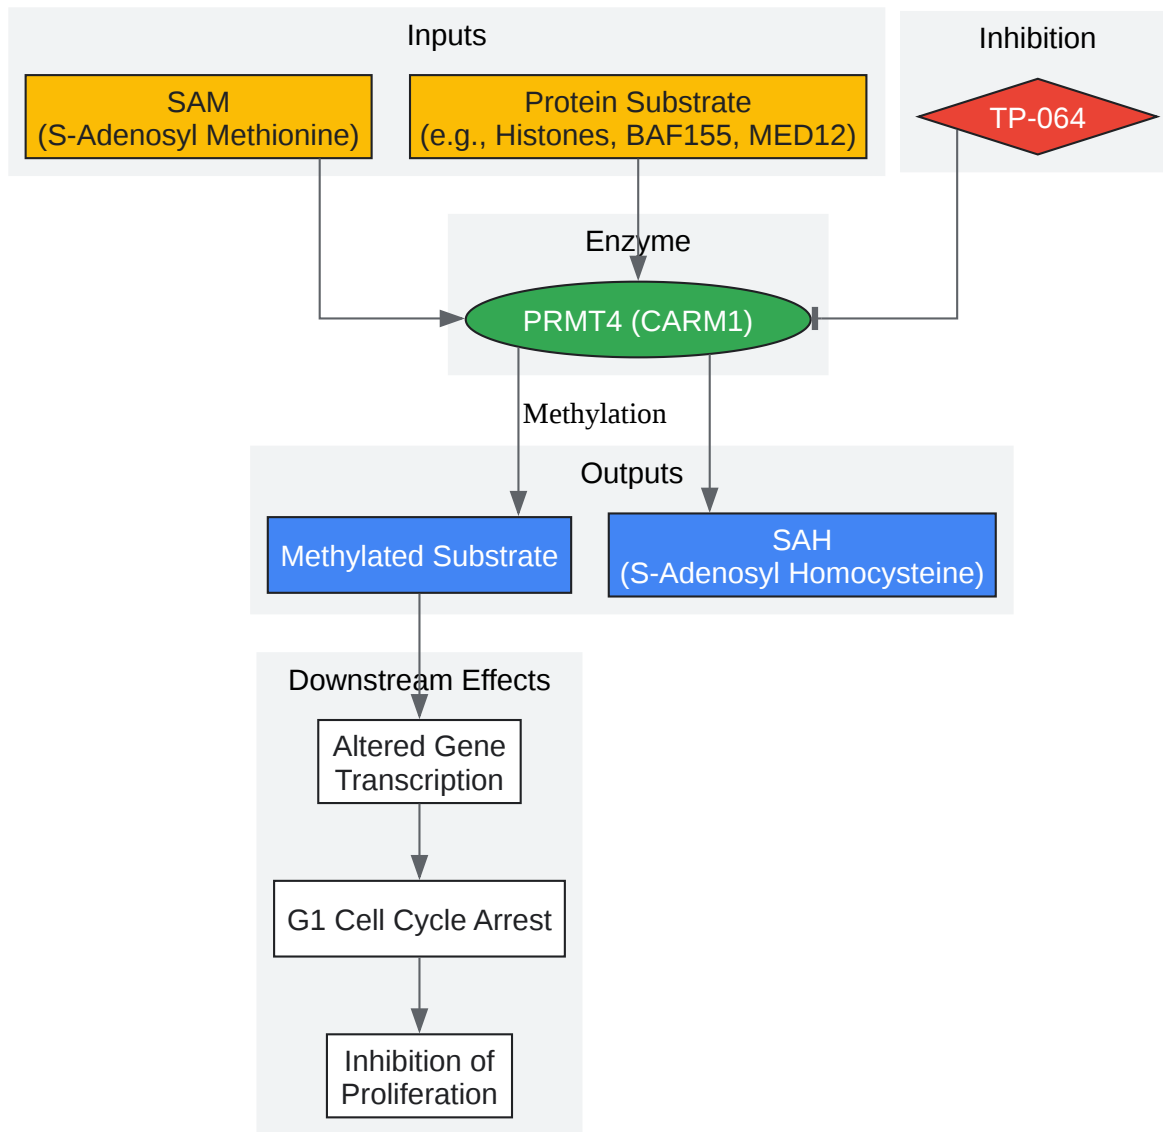 Inputs
SAM
(S-Adenosyl Methionine)
Protein Substrate
(e.g., Histones, BAF155, MED12)
Inhibition
TP-064
Enzyme
PRMT4 (CARM1)
Methylation
Outputs
Methylated Substrate
SAH
(S-Adenosyl Homocysteine)
Downstream Effects
Altered Gene
Transcription
G1 Cell Cycle Arrest
Inhibition of
Proliferation